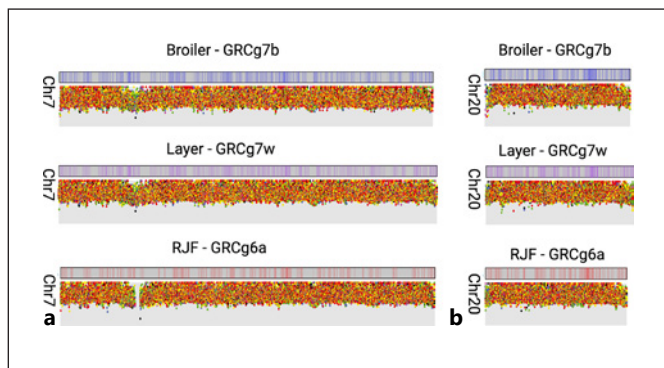 Broiler - GRCg7b
Chr7
Layer - GRCg7w
Chr7
RJF - GRCg6a
Chr7
a
Broiler - GRCg7b
Chr20
Layer - GRCg7w
Chr20
RJF - GRCg6a
Chr20
b